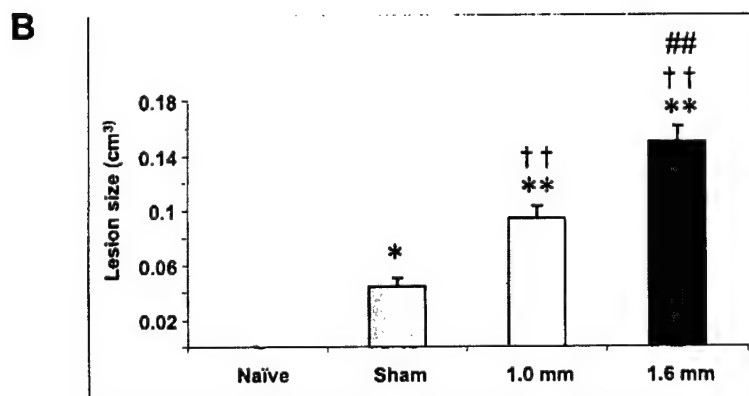 B
##
† †
**
0.18
0.14
† †
**
0.1
*
0.06
0.02
Lesion size (cm³)
Naïve
Sham
1.0 mm
1.6 mm